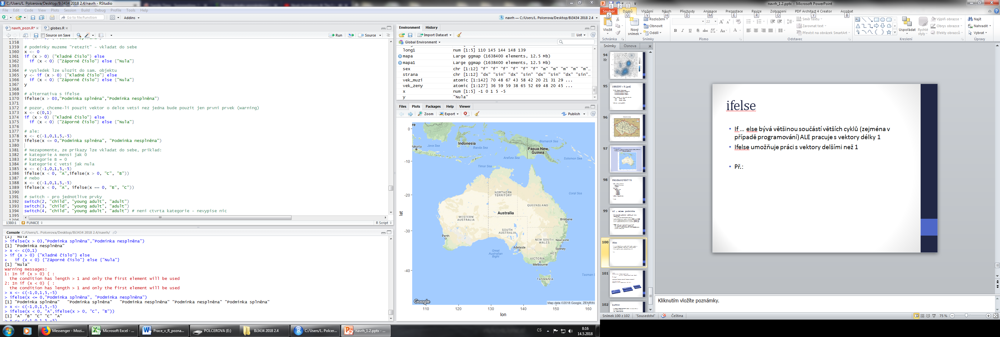 C:/Users/L. Polcerova/Desktop/Bi3434 2018 2.4/navrh - RStudio
File Edit Code View Plots Session Build Debug Profile Tools Help
Go to file/function
Addins
navrh — C:/Users/L. Polcerova/Desktop/Bi3434 2018 2.4
navrh_pozn.R*
globes.R
Source on Save
Run
Source
1358
1359 # podminky muzeme "retezit" - vkladat do sebe
1360 x <- 0
1361 if (x > 0) {"Kladné číslo"} else
1362 if (x < 0) {"Záporné číslo"} else {"Nula"}
1363
1364 # vysledek lze ulozit do sam. objektu
1365 y <- if (x > 0) {"Kladné číslo"} else
1366 if (x < 0) {"Záporné číslo"} else {"Nula"}
1367 y
1368
1369 # alternativa s ifelse
1370 ifelse(x > 03,"Podmínka splněna","Podmínka nesplněna")
1371
1372 # pozor, chceme-li pouzit vektor o delce vetsi nez jedna bude pouzit jen první prvek (warning)
1373 x <- c(0,1)
1374 if (x > 0) {"Kladné číslo"} else
1375 if (x < 0) {"Záporné číslo"} else {"Nula"}
1376
1377 # ale:
1378 x <- c(-1,0,1,5,-5)
1379 ifelse(x <= 0,"Podmínka splněna", "Podmínka nesplněna")
1380
1381 # Nezapomente, ze prikazy lze vkladat do sebe, priklad:
1382 # kategorie A mensi jak 0
1383 # kategorie B = 0
1384 # kategorie C vetsi jak nula
1385 x <- c(-1,0,1,5,-5)
1386 ifelse(x < 0, "A",ifelse(x > 0, "C", "B"))
1387 # nebo
1388 x <- c(-1,0,1,5,-5)
1389 ifelse(x < 0, "A", ifelse(x == 0, "B", "C"))
1390
1391 # switch - pro jednotlive prvky
1392 switch(2, "child", "young adult", "adult")
1393 switch(3, "child", "young adult", "adult")
1394 switch(4, "child", "young adult", "adult") # neni ctvrta kategorie - nevypise nic
1395
1380:1 FUNKCE
R Script
Console C:/Users/L. Polcerova/Desktop/Bi3434 2018 2.4/navrh/
[1] "Nula"
> ifelse(x > 03,"Podmínka splněna","Podmínka nesplněna")
[1] "Podmínka nesplněna"
> x <- c(0,1)
> if (x > 0) {"Kladné číslo"} else
+ if (x < 0) {"Záporné číslo"} else {"Nula"}
[1] "Nula"
Warning messages:
1: In if (x > 0) { :
the condition has length > 1 and only the first element will be used
2: In if (x < 0) { :
the condition has length > 1 and only the first element will be used
> x <- c(-1,0,1,5,-5)
> ifelse(x <= 0,"Podmínka splněna", "Podmínka nesplněna")
[1] "Podmínka splněna" "Podmínka splněna" "Podmínka nesplněna" "Podmínka nesplněna" "Podmínka splněna"
> x <- c(-1,0,1,5,-5)
> ifelse(x < 0, "A",ifelse(x > 0, "C", "B"))
[1] "A" "B" "C" "C" "A"
> x <- c(-1,0,1,5,-5)
Environment History
Import Dataset
List
Global Environment
long1 num [1:5] 110 145 144 148 139
mapa Large ggmap (1638400 elements, 12.5 Mb)
mapa1 Large ggmap (1638400 elements, 12.5 Mb)
sex chr [1:12] "f" "f" "f" "f" "f" "f" "m" "m" "m" "m" "m"...
strana chr [1:12] "dx" "sin" "dx" "sin" "dx" "sin" "dx" "sin"...
vek_muzi atomic [1:142] 70 48 67 43 58 42 20 21 31 29 ...
vek_zeny atomic [1:127] 36 59 59 38 65 52 69 48 20 45 ...
x num [1:5] -1 0 1 5 -5
y "Nula"
Files Plots Packages Help Viewer
Zoom Export Publish
re
Indonesia
Jakarta
Java Sea
Banda Sea
Papua New
Guinea
Bismarck Sea
Arafura Sea
Solomon Sea
Timor Sea
Coral Sea
NORTHERN
TERRITORY
QUEENSLAND
WESTERN
AUSTRALIA
Australia
Brisbane
SOUTH
AUSTRALIA
Perth
NEW SOUTH
WALES
Newcastle
Adelaide
Sydney
Great
Australian
Bight
ACT
VICTORIA
Melbourne
TASMANIA
Tasman S
Google
Map data ©2018 Google, ZENRIN
0
-10
-20
-30
-40
lat
110 120 130 140 150 160
lon
navrh_1.2.pptx - Microsoft PowerPoint
1 2 3
Soubor Domů Vložení Návrh Přechody Animace Prezentace Revize Zobrazení PDF Architect 4 Creator Acrobat
S Ů V H D M E R O Y B
Vložit
Schránka
Nový
snímek
Rozložení
Obnovit
Oddíl
Snímky
22
Písmo
Směr textu
Zarovnat text
Převést na obrázek SmartArt
Odstavec
Uspořádat
Rychlé
styly
Výplň obrazce
Obrys obrazce
Efekty obrazců
Kreslení
Najít
Nahradit
Vybrat
Úpravy
Snímky Osnova
94
95
OBRÁZKY v R (graf)
96
97
98
PROGRAMOVÁNÍ V R
99
if … else podmínka
100
ifelse
101
102
DATUM
ifelse
• If … else bývá většinou součástí větších cyklů (zejména v
případě programování) ALE pracuje s vektory délky 1
• Ifelse umožňuje práci s vektory delšími než 1
• Př.:
Kliknutím vložíte poznámky.
Snímek 100 z 102 "Sousedství" Čeština
75 %
Messenger - Mozi...
Microsoft Excel - ...
Prace_v_R_pozna...
POLCEROVA (E:)
Bi3434 2018 2.4
C:/Users/L. Polcer...
navrh_1.2.pptx - ...
CS
8:16
14.5.2018